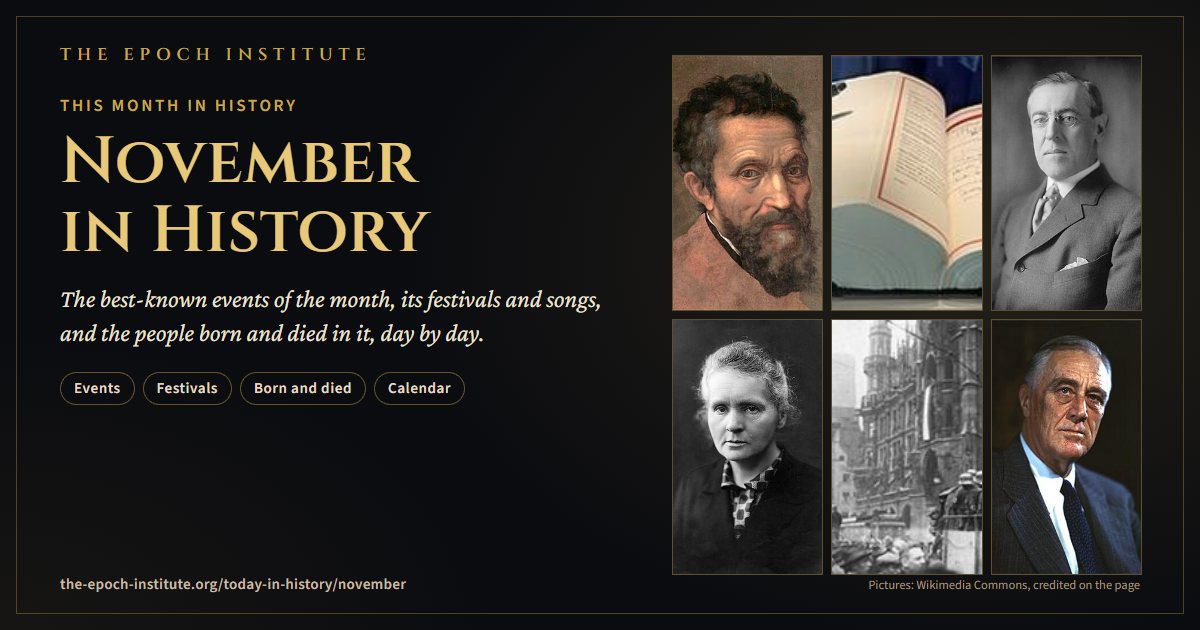 THE EPOCH INSTITUTE
THIS MONTH IN HISTORY
NOVEMBER
IN HISTORY
The best-known events of the month, its festivals and songs,
and the people born and died in it, day by day.
Events
Festivals
Born and died
Calendar
the-epoch-institute.org/today-in-history/november
Pictures: Wikimedia Commons, credited on the page